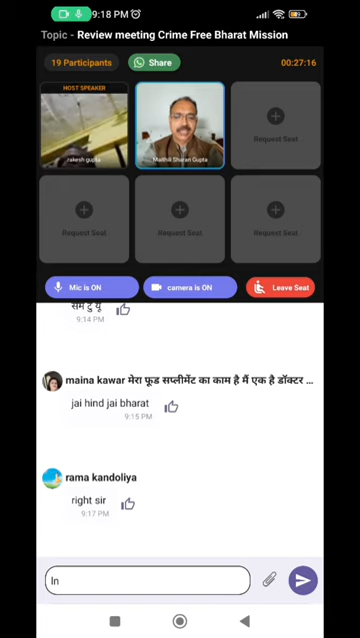 9:18 PM
Topic - Review meeting Crime Free Bharat Mission
19 Participants
Share
00:27:16
HOST SPEAKER
rakesh gupta
Maithili Sharan Gupta
Request Seat
Request Seat
Request Seat
Request Seat
Mic is ON
camera is ON
Leave Seat
सेम टु यू
9:14 PM
maina kawar मेरा फूड सप्लीमेंट का काम है मैं एक है डॉक्टर ...
jai hind jai bharat
9:15 PM
rama kandoliya
right sir
9:17 PM
In